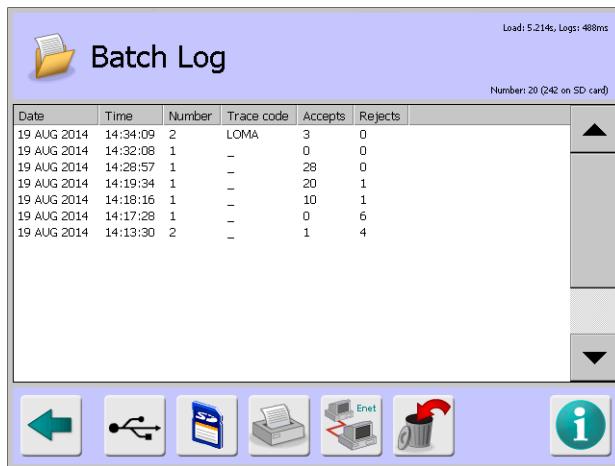 Load: 5.214s, Logs: 488ms
Batch Log
Number: 20 (242 on SD card)
Date Time Number Trace code Accepts Rejects
19 AUG 2014 14:34:09 2 LOMA 3 0
19 AUG 2014 14:32:08 1 _ 0 0
19 AUG 2014 14:28:57 1 _ 28 0
19 AUG 2014 14:19:34 1 _ 20 1
19 AUG 2014 14:18:16 1 _ 10 1
19 AUG 2014 14:17:28 1 _ 0 6
19 AUG 2014 14:13:30 2 _ 1 4
SD Enet i